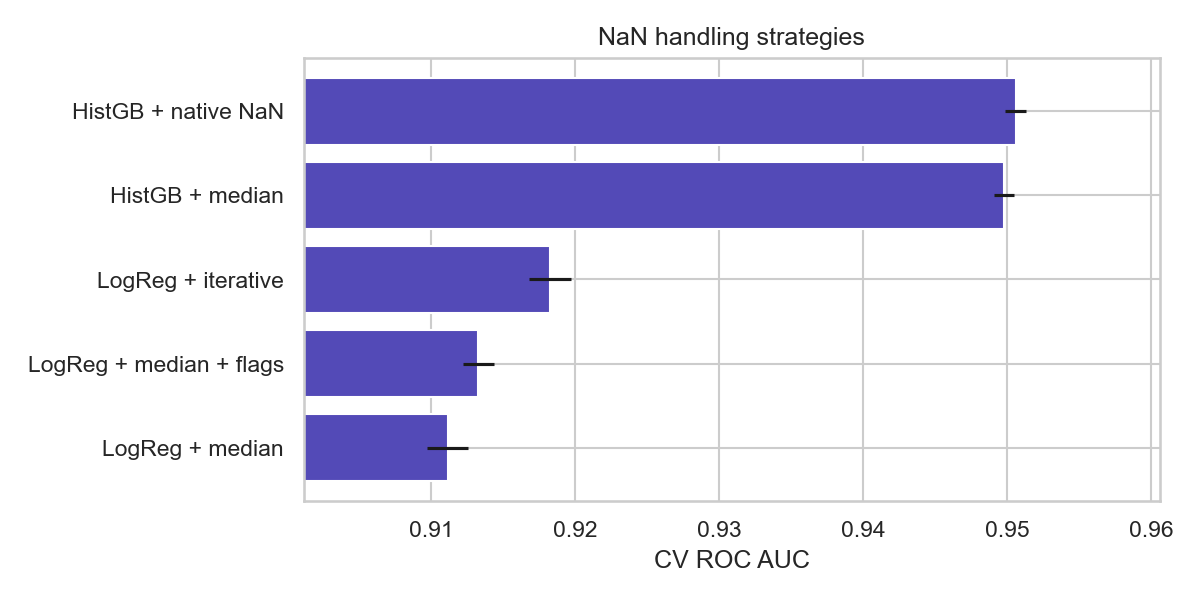 NaN handling strategies
HistGB + native NaN
HistGB + median
LogReg + iterative
LogReg + median + flags
LogReg + median
0.91 0.92 0.93 0.94 0.95 0.96
CV ROC AUC